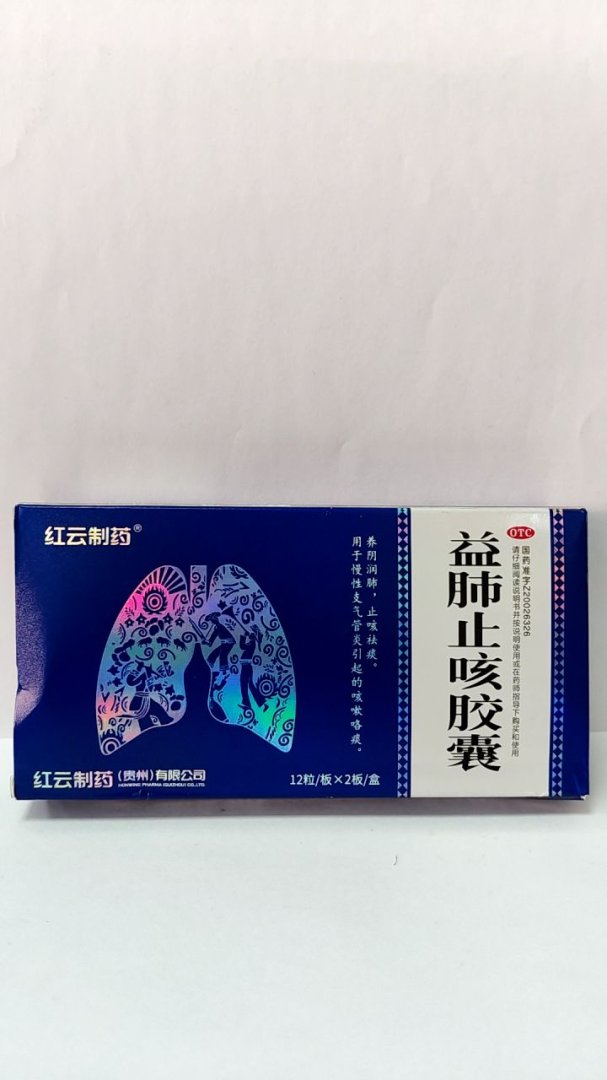 红云制药®
养阴润肺，止咳祛痰。
用于慢性支气管炎引起的咳嗽咯痰。
红云制药(贵州)有限公司
HONWING PHARMA (GUIZHOU) CO.,LTD.
12粒/板×2板/盒
OTC
国药准字Z20026326
请仔细阅读说明书并按说明使用或在药师指导下购买和使用
益肺止咳胶囊